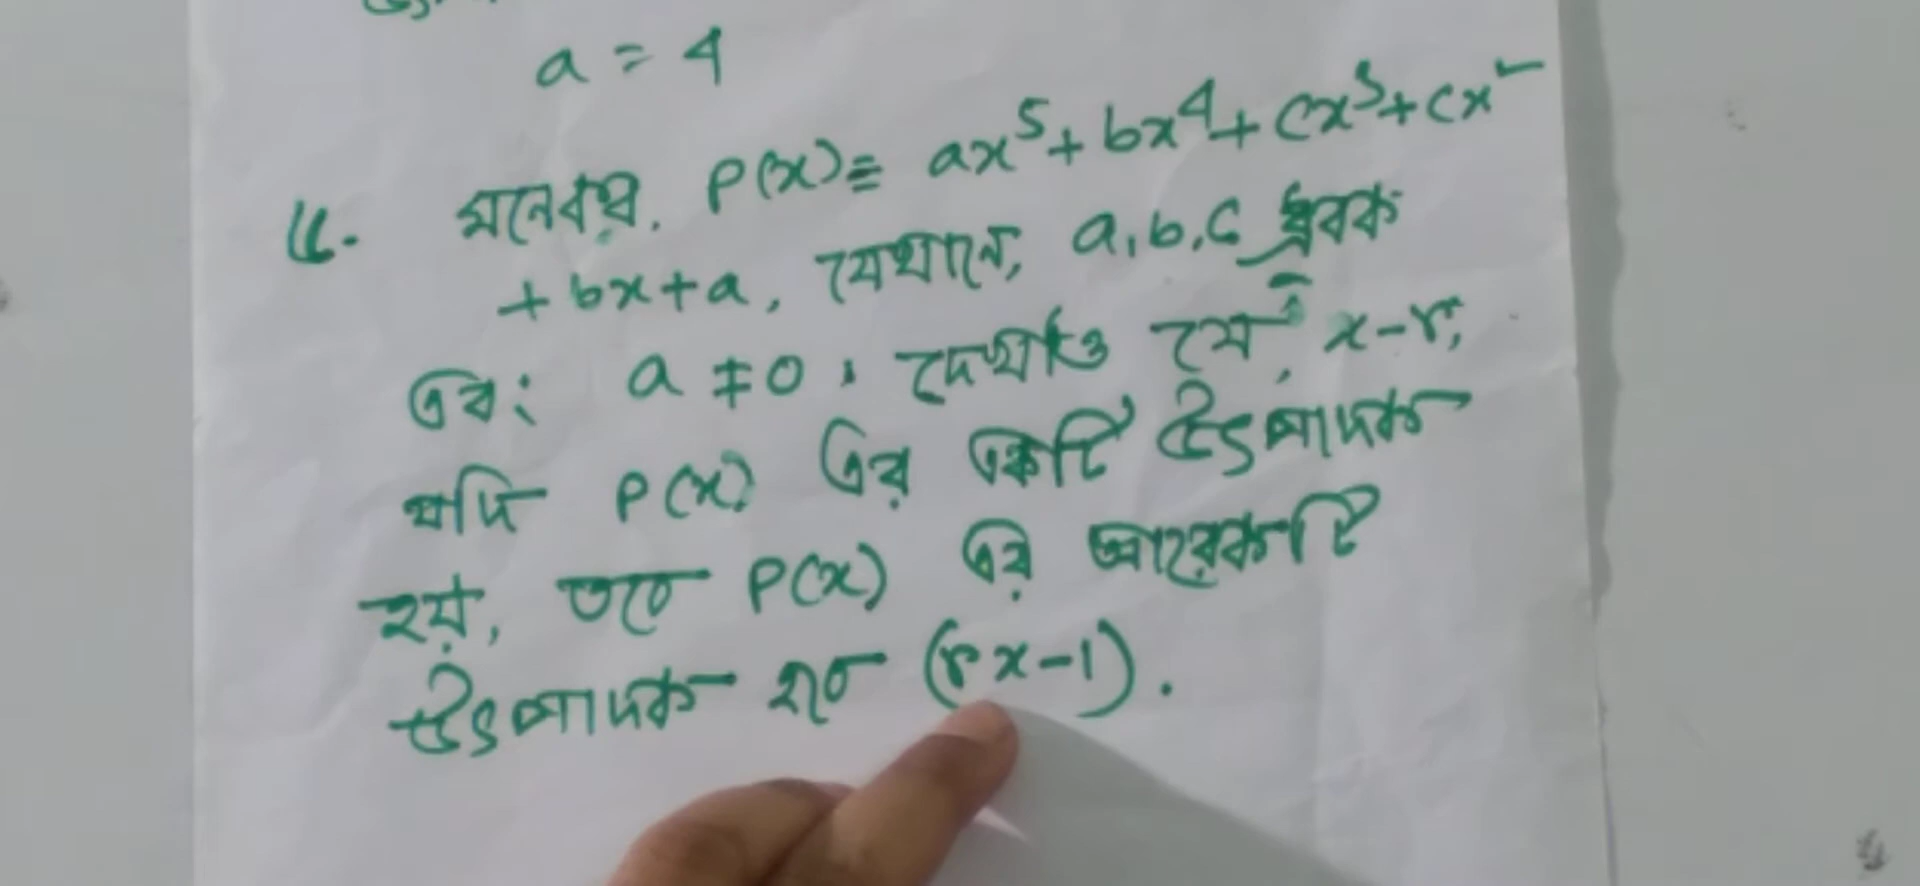 a = 4
৫. মনেকর, P(x) = ax⁵ + bx⁴ + cx³ + cx²
+ bx + a, যেখানে, a, b, c ধ্রুবক
এবং a ≠ 0, দেখাও যে, x - r,
যদি P(x) এর একটি উৎপাদক
হয়, তবে P(x) এর আরেকটি
উৎপাদক হবে (rx - 1).